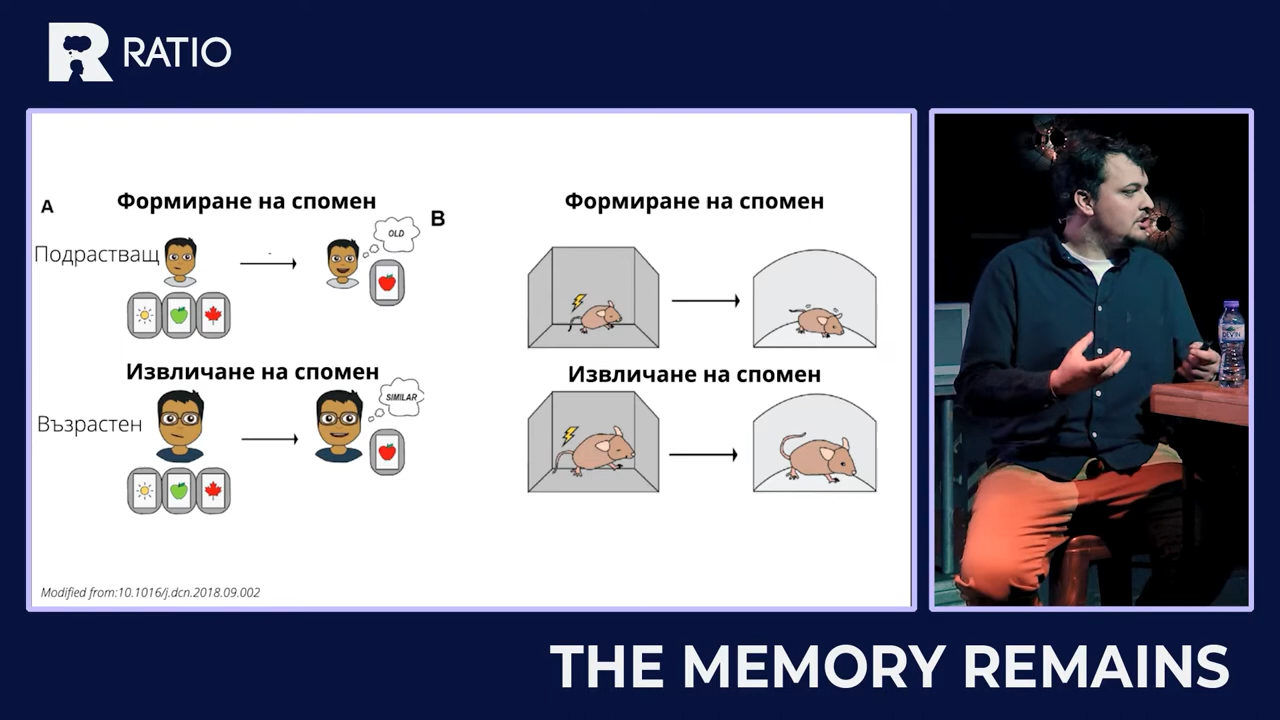 RATIO
A
Формиране на спомен
Подрастващ
OLD
Извличане на спомен
Възрастен
SIMILAR
B
Формиране на спомен
Извличане на спомен
Modified from:10.1016/j.dcn.2018.09.002
DEVIN
THE MEMORY REMAINS